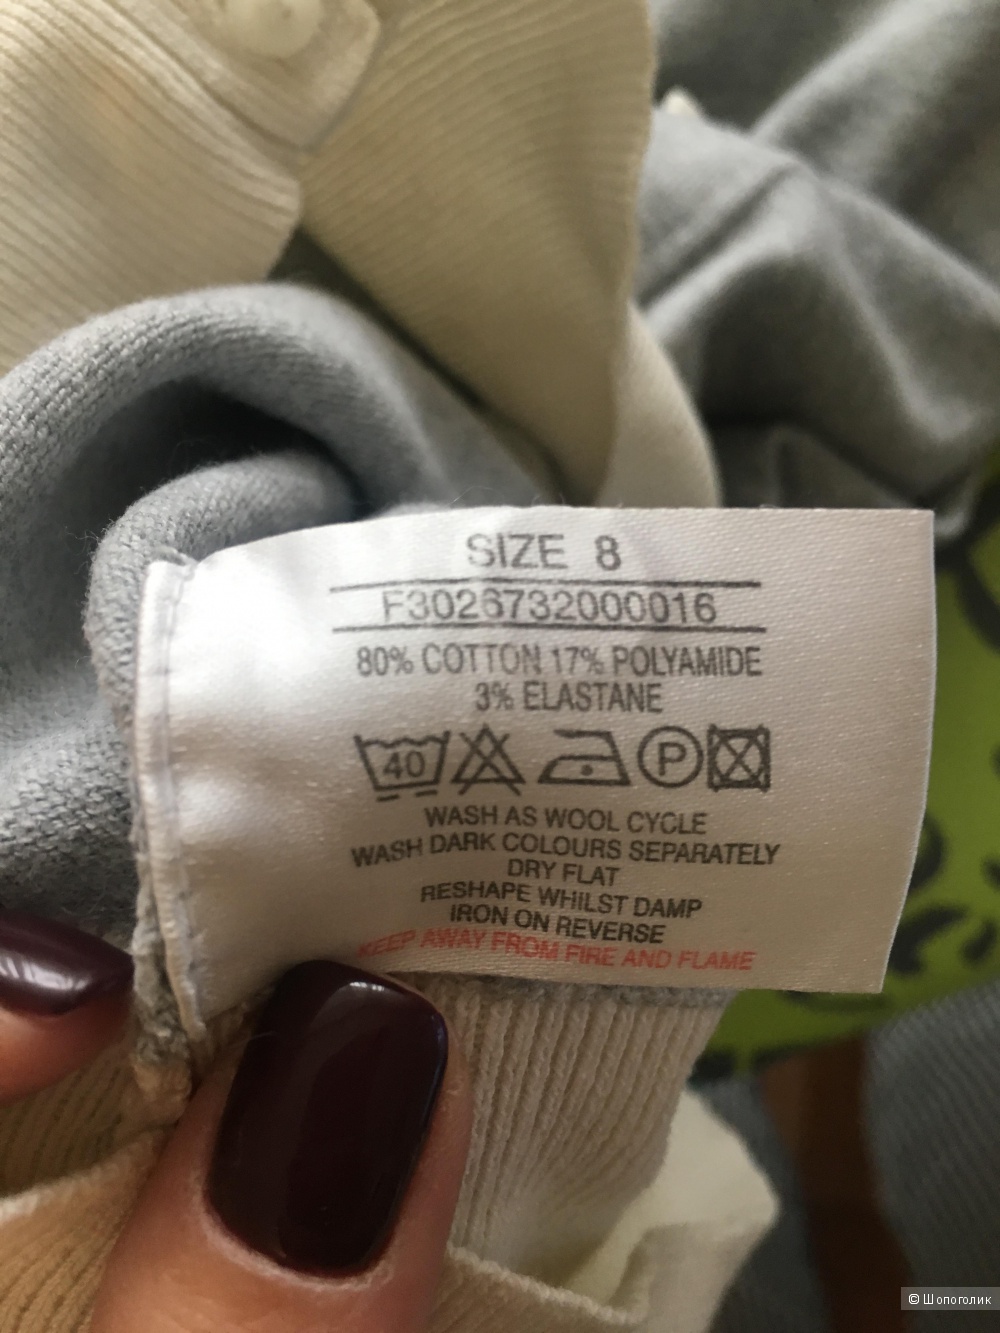 SIZE 8
F3026732000016
80% COTTON 17% POLYAMIDE
3% ELASTANE
40 P
WASH AS WOOL CYCLE
WASH DARK COLOURS SEPARATELY
DRY FLAT
RESHAPE WHILST DAMP
IRON ON REVERSE
KEEP AWAY FROM FIRE AND FLAME
© Шопоголик